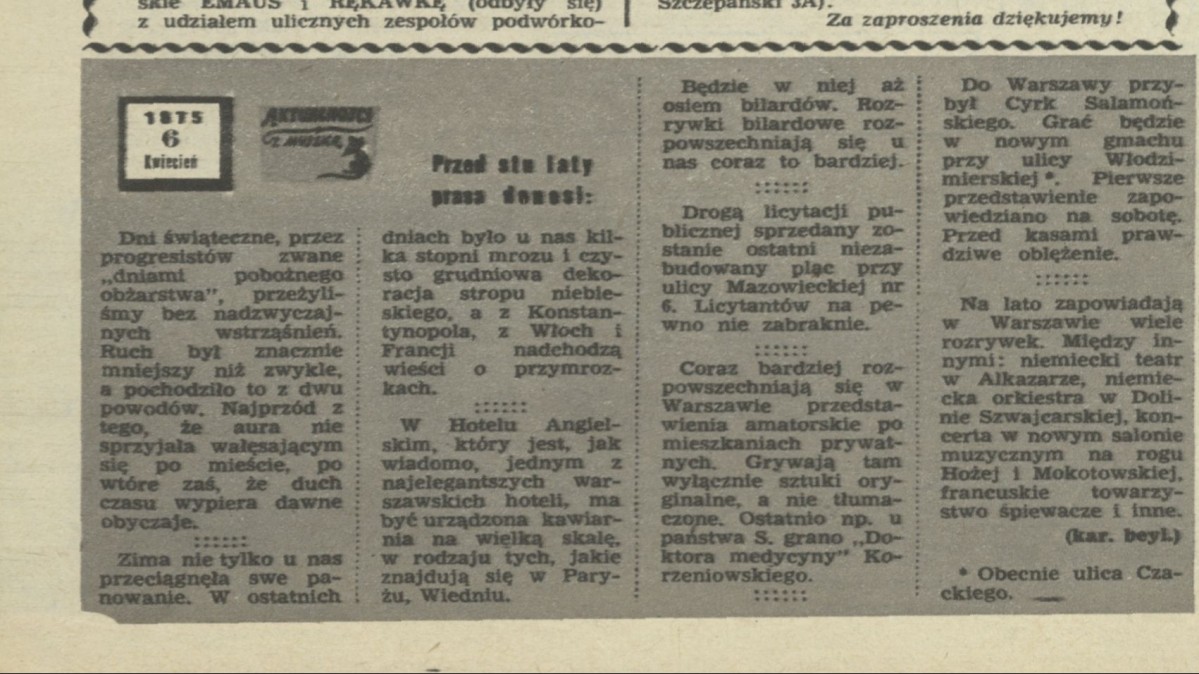 skie EMAUS i RĘKAWKĘ (odbyły się)
z udziałem ulicznych zespołów podwórko-
Szczepański 3A).
Za zaproszenia dziękujemy!
1875
6
Kwiecień
AKTUALNOŚCI
Z MYSZKĄ
Przed stu laty
prasa donosi:
Dni świąteczne, przez
progresistów zwane
„dniami pobożnego
obżarstwa”, przeżyli-
śmy bez nadzwyczaj-
nych wstrząśnień.
Ruch był znacznie
mniejszy niż zwykle,
a pochodziło to z dwu
powodów. Najprzód z
tego, że aura nie
sprzyjała wałęsającym
się po mieście, po
wtóre zaś, że duch
czasu wypiera dawne
obyczaje.
Zima nie tylko u nas
przeciągnęła swe pa-
nowanie. W ostatnich
dniach było u nas kil-
ka stopni mrozu i czy-
sto grudniowa deko-
racja stropu niebie-
skiego, a z Konstan-
tynopola, z Włoch i
Francji nadchodzą
wieści o przymroz-
kach.
W Hotelu Angiel-
skim, który jest, jak
wiadomo, jednym z
najelegantszych war-
szawskich hoteli, ma
być urządzona kawiar-
nia na wielką skalę,
w rodzaju tych, jakie
znajdują się w Pary-
żu, Wiedniu.
Będzie w niej aż
osiem bilardów. Roz-
rywki bilardowe roz-
powszechniają się u
nas coraz to bardziej.
Drogą licytacji pu-
blicznej sprzedany zo-
stanie ostatni nieza-
budowany plac przy
ulicy Mazowieckiej nr
6. Licytantów na pe-
wno nie zabraknie.
Coraz bardziej roz-
powszechniają się w
Warszawie przedsta-
wienia amatorskie po
mieszkaniach prywat-
nych. Grywają tam
wyłącznie sztuki ory-
ginalne, a nie tłuma-
czone. Ostatnio np. u
państwa S. grano „Do-
ktora medycyny” Ko-
rzeniowskiego.
Do Warszawy przy-
był Cyrk Salamoń-
skiego. Grać będzie
w nowym gmachu
przy ulicy Włodzi-
mierskiej *. Pierwsze
przedstawienie zapo-
wiedziano na sobotę.
Przed kasami praw-
dziwe oblężenie.
Na lato zapowiadają
w Warszawie wiele
rozrywek. Między in-
nymi: niemiecki teatr
w Alkazarze, niemie-
cka orkiestra w Doli-
nie Szwajcarskiej, kon-
certa w nowym salonie
muzycznym na rogu
Hożej i Mokotowskiej,
francuskie towarzy-
stwo śpiewacze i inne.
(kar. beyl.)
* Obecnie ulica Cza-
ckiego.